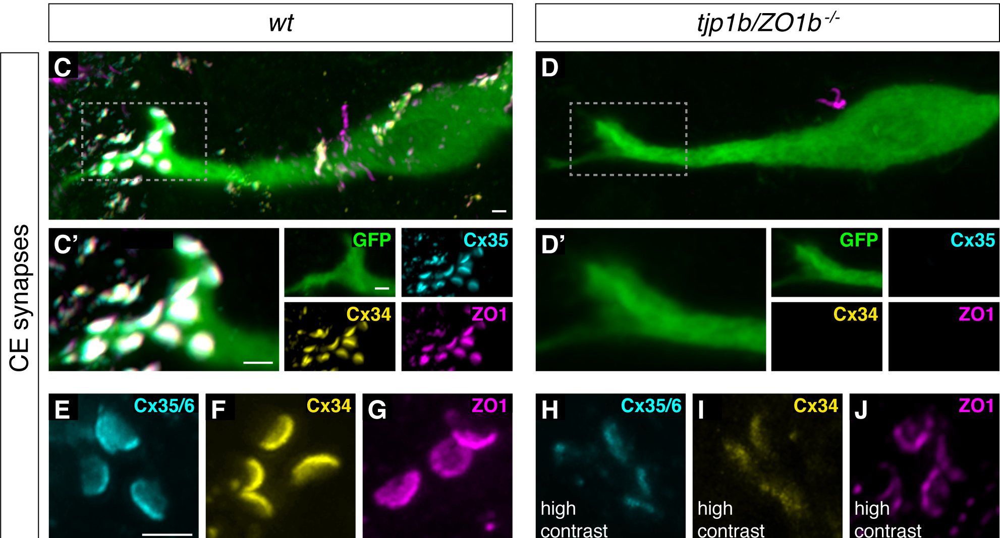 wt
tjp1b/ZO1b-/-
CE synapses
C
D
C’
GFP
Cx35
Cx34
ZO1
D’
GFP
Cx35
Cx34
ZO1
E
Cx35/6
F
Cx34
G
ZO1
H
Cx35/6
high
contrast
I
Cx34
high
contrast
J
ZO1
high
contrast